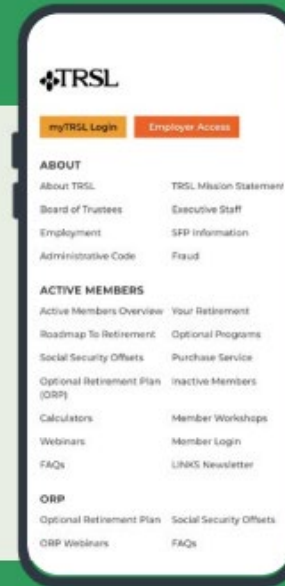 TRSL
myTRSL Login Employer Access
ABOUT
About TRSL TRSL Mission Statement
Board of Trustees Executive Staff
Employment SFP Information
Administrative Code Fraud
ACTIVE MEMBERS
Active Members Overview Your Retirement
Roadmap To Retirement Optional Programs
Social Security Offsets Purchase Service
Optional Retirement Plan Inactive Members
(ORP)
Calculators Member Workshops
Webinars Member Login
FAQs LINKS Newsletter
ORP
Optional Retirement Plan Social Security Offsets
ORP Webinars FAQs